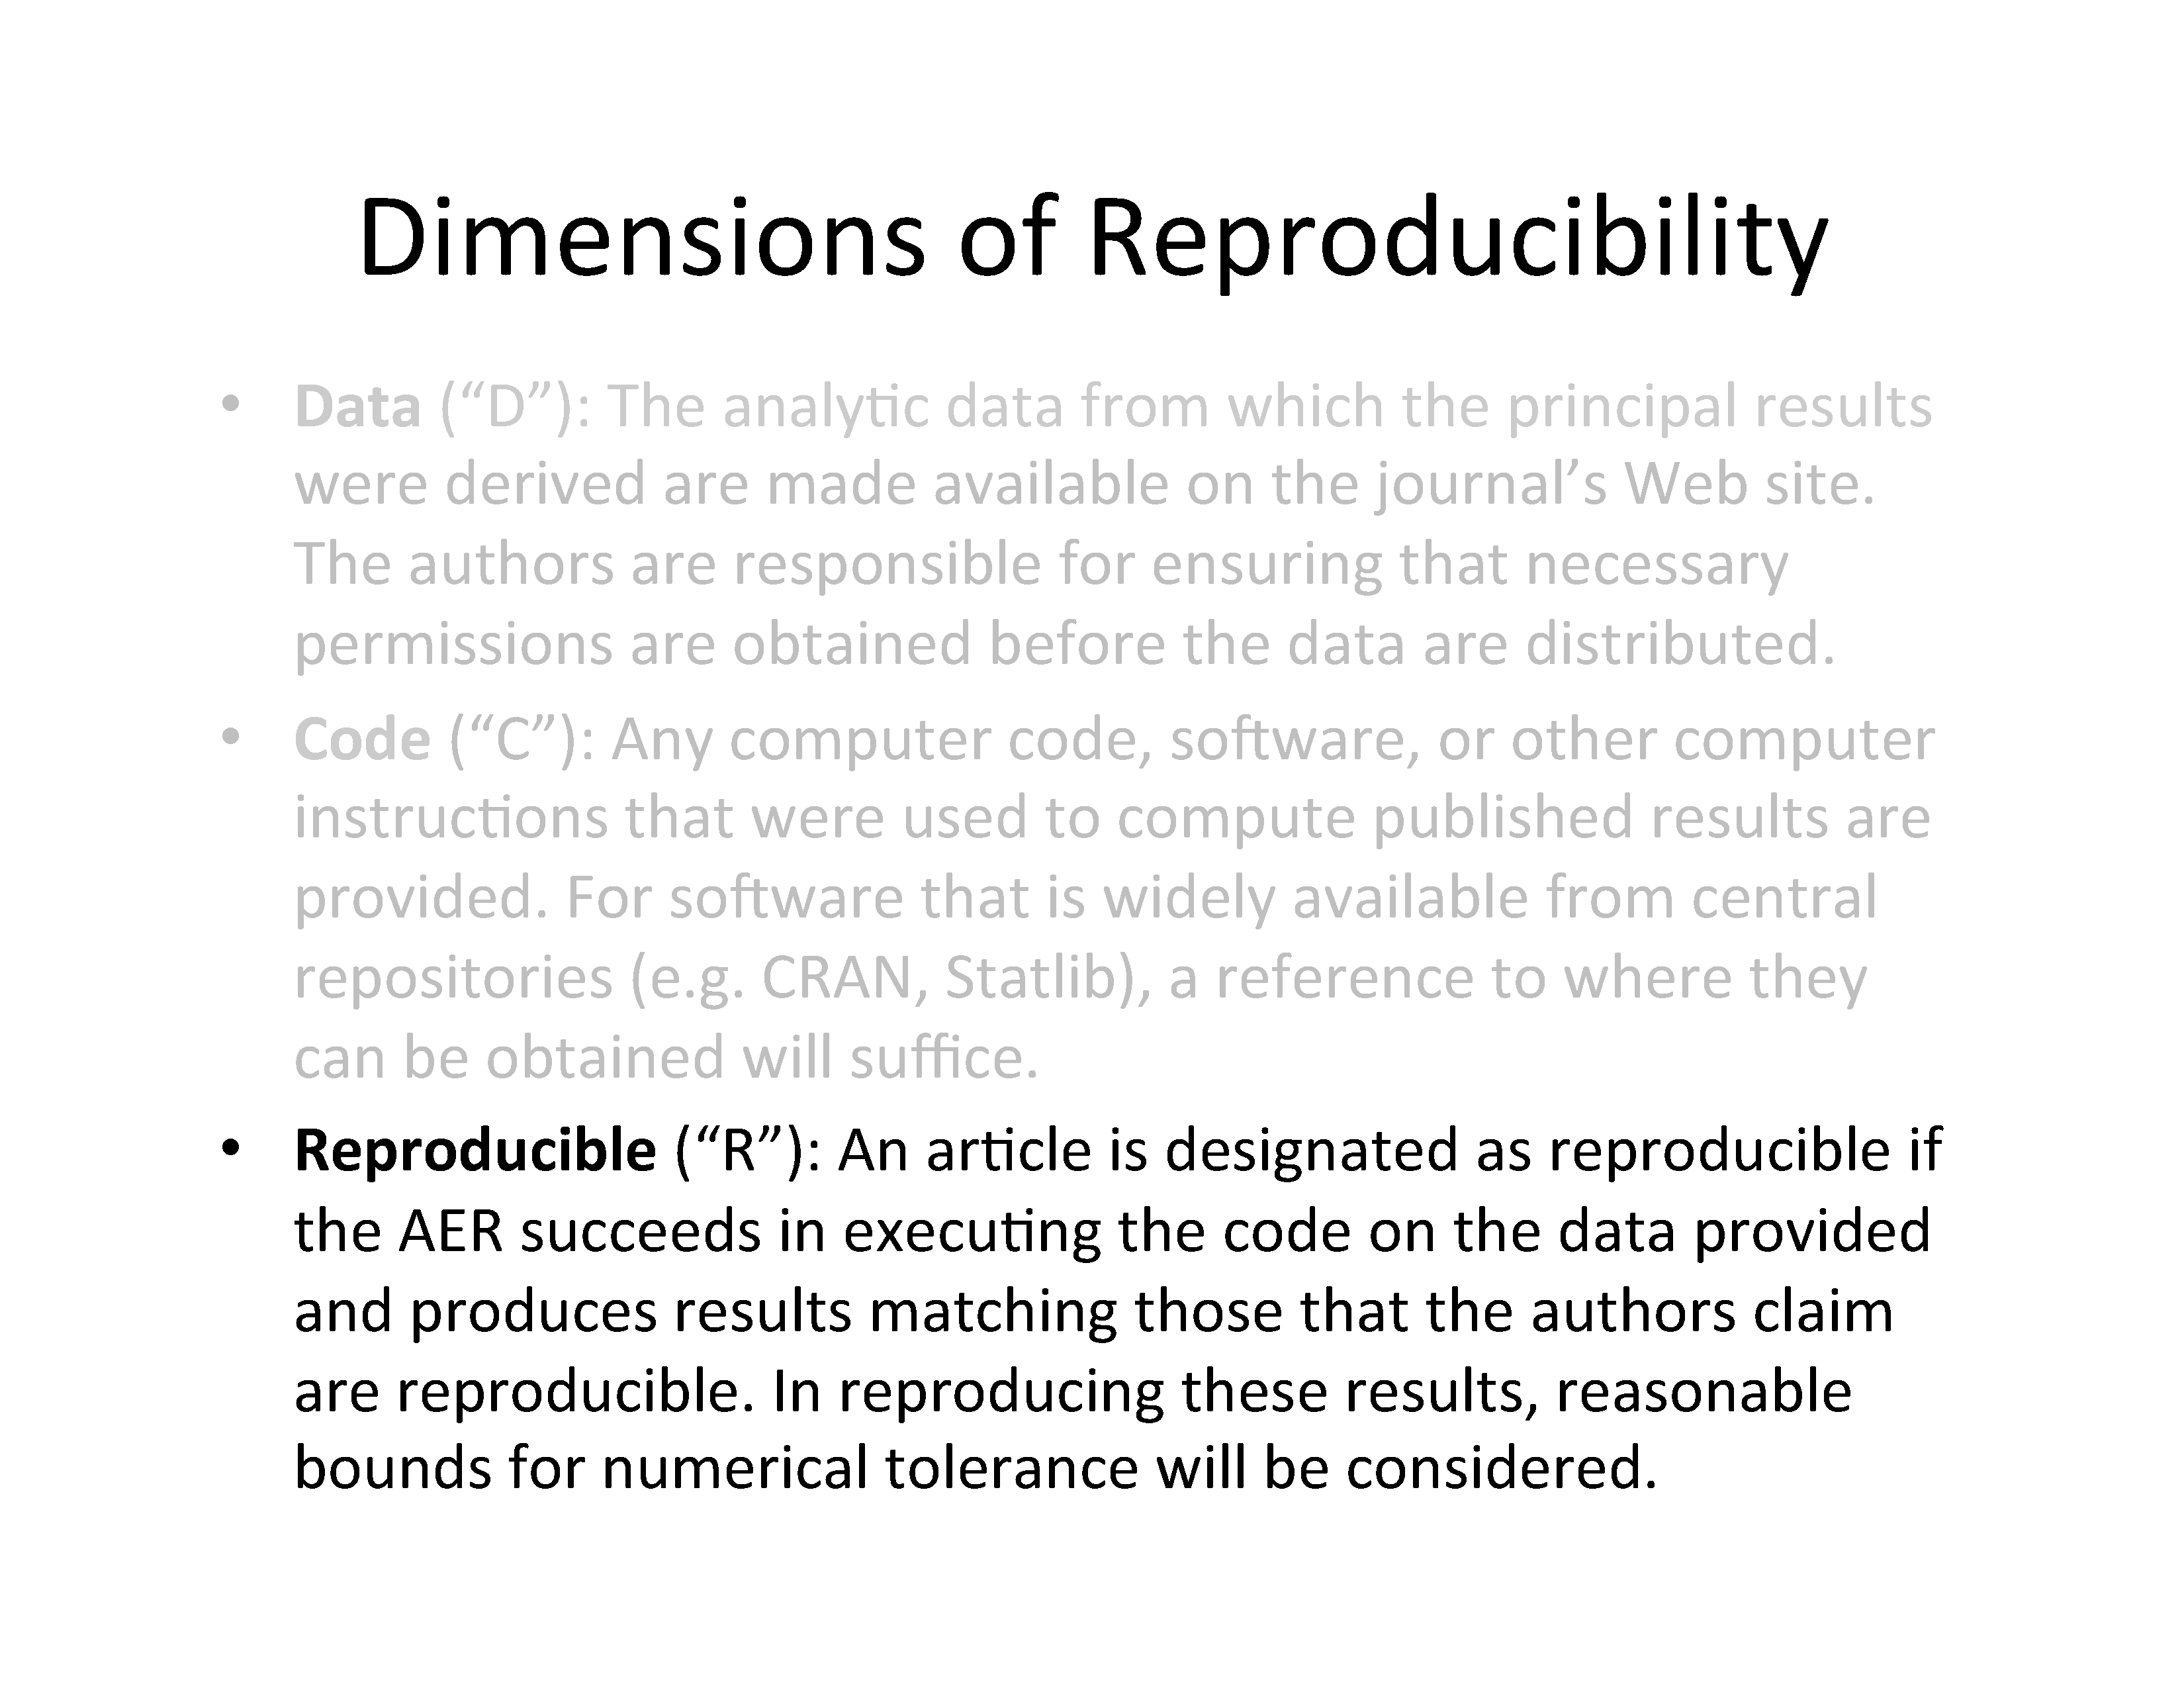 Dimensions of Reproducibility
• Data (“D”): The analytic data from which the principal results
were derived are made available on the journal’s Web site.
The authors are responsible for ensuring that necessary
permissions are obtained before the data are distributed.
• Code (“C”): Any computer code, software, or other computer
instructions that were used to compute published results are
provided. For software that is widely available from central
repositories (e.g. CRAN, Statlib), a reference to where they
can be obtained will suffice.
• Reproducible (“R”): An article is designated as reproducible if
the AER succeeds in executing the code on the data provided
and produces results matching those that the authors claim
are reproducible. In reproducing these results, reasonable
bounds for numerical tolerance will be considered.